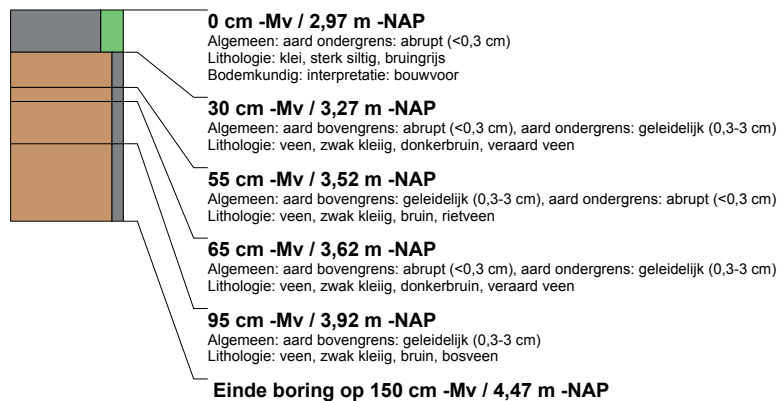 0 cm -Mv / 2,97 m -NAP
Algemeen: aard ondergrens: abrupt (<0,3 cm)
Lithologie: klei, sterk siltig, bruingrijs
Bodemkundig: interpretatie: bouwvoor
30 cm -Mv / 3,27 m -NAP
Algemeen: aard bovengrens: abrupt (<0,3 cm), aard ondergrens: geleidelijk (0,3-3 cm)
Lithologie: veen, zwak kleiig, donkerbruin, veraard veen
55 cm -Mv / 3,52 m -NAP
Algemeen: aard bovengrens: geleidelijk (0,3-3 cm), aard ondergrens: abrupt (<0,3 cm)
Lithologie: veen, zwak kleiig, bruin, rietveen
65 cm -Mv / 3,62 m -NAP
Algemeen: aard bovengrens: abrupt (<0,3 cm), aard ondergrens: geleidelijk (0,3-3 cm)
Lithologie: veen, zwak kleiig, donkerbruin, veraard veen
95 cm -Mv / 3,92 m -NAP
Algemeen: aard bovengrens: geleidelijk (0,3-3 cm)
Lithologie: veen, zwak kleiig, bruin, bosveen
Einde boring op 150 cm -Mv / 4,47 m -NAP